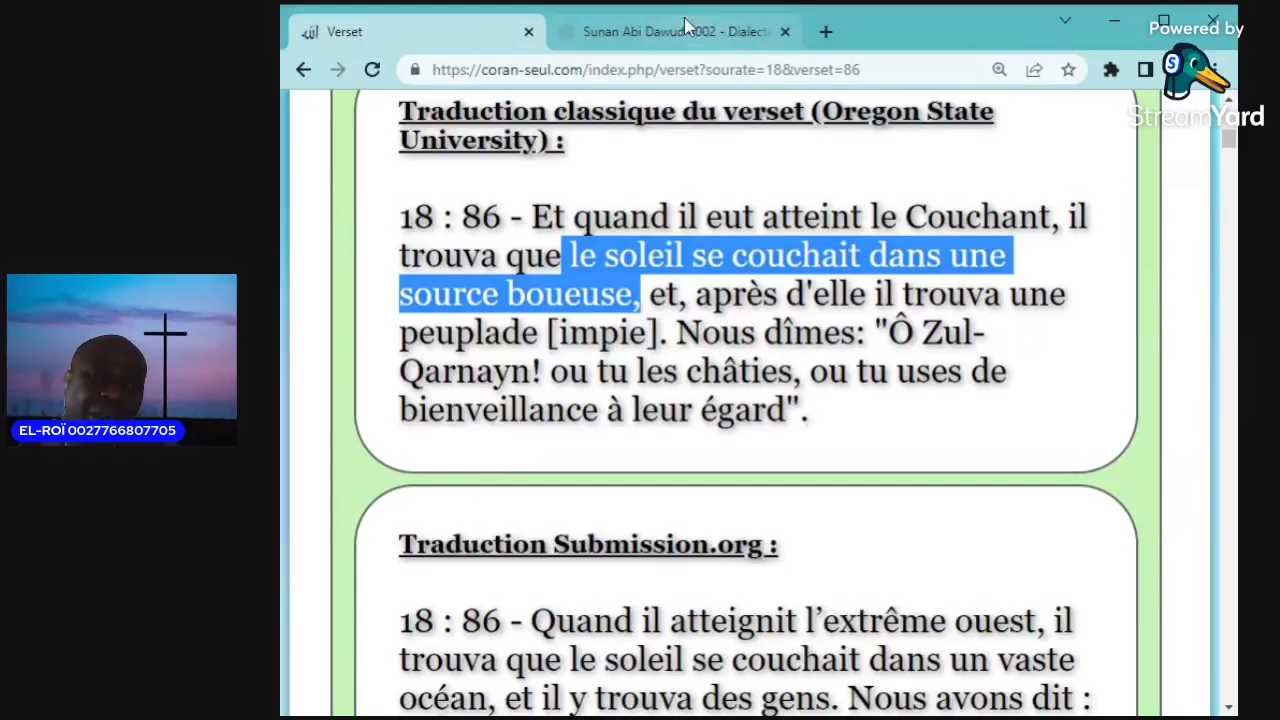 Verset
Sunan Abi Dawud 4002 - Dialect
Powered by
StreamYard
https://coran-seul.com/index.php/verset?sourate=18&verset=86
Traduction classique du verset (Oregon State
University) :
18 : 86 - Et quand il eut atteint le Couchant, il
trouva que le soleil se couchait dans une
source boueuse, et, après d'elle il trouva une
peuplade [impie]. Nous dîmes: "Ô Zul-
Qarnayn! ou tu les châties, ou tu uses de
bienveillance à leur égard".
EL-ROÏ 0027766807705
Traduction Submission.org :
18 : 86 - Quand il atteignit l’extrême ouest, il
trouva que le soleil se couchait dans un vaste
océan, et il y trouva des gens. Nous avons dit :